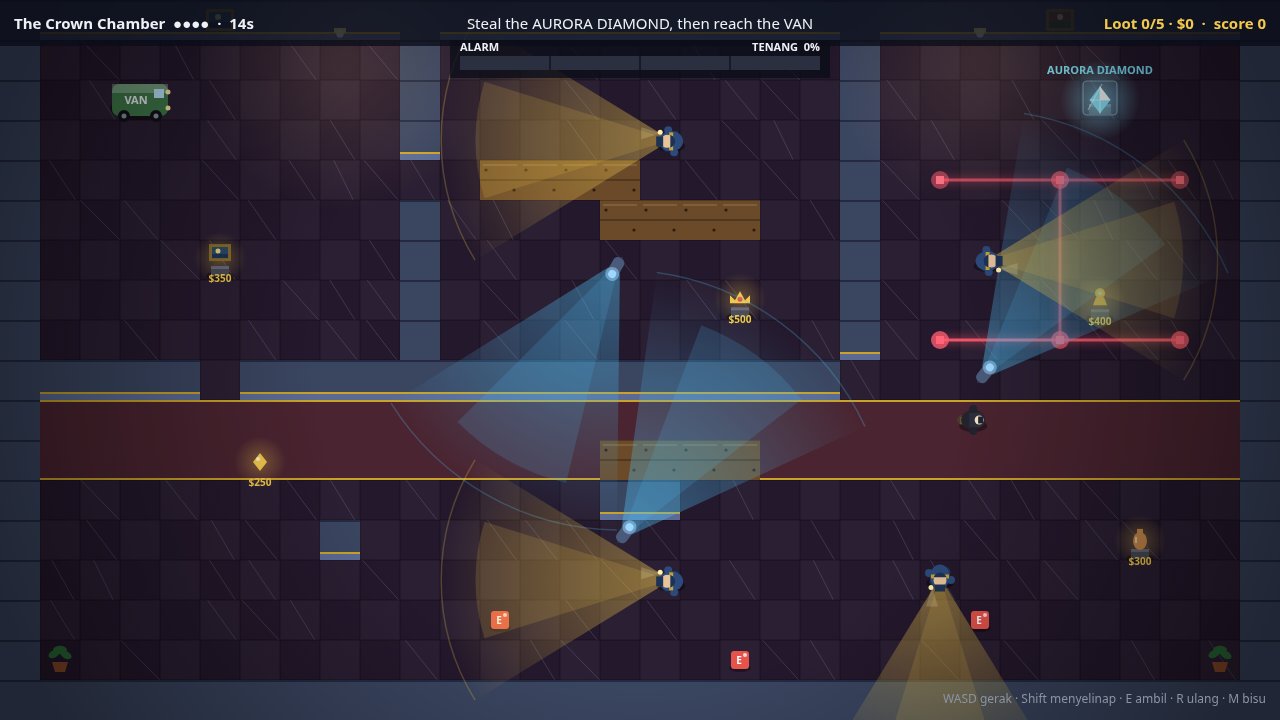 The Crown Chamber ●●●● · 14s
Steal the AURORA DIAMOND, then reach the VAN
Loot 0/5 · $0 · score 0
ALARM
TENANG 0%
AURORA DIAMOND
VAN
$350
$500
$400
$250
$300
E
E
E
WASD gerak · Shift menyelinap · E ambil · R ulang · M bisu